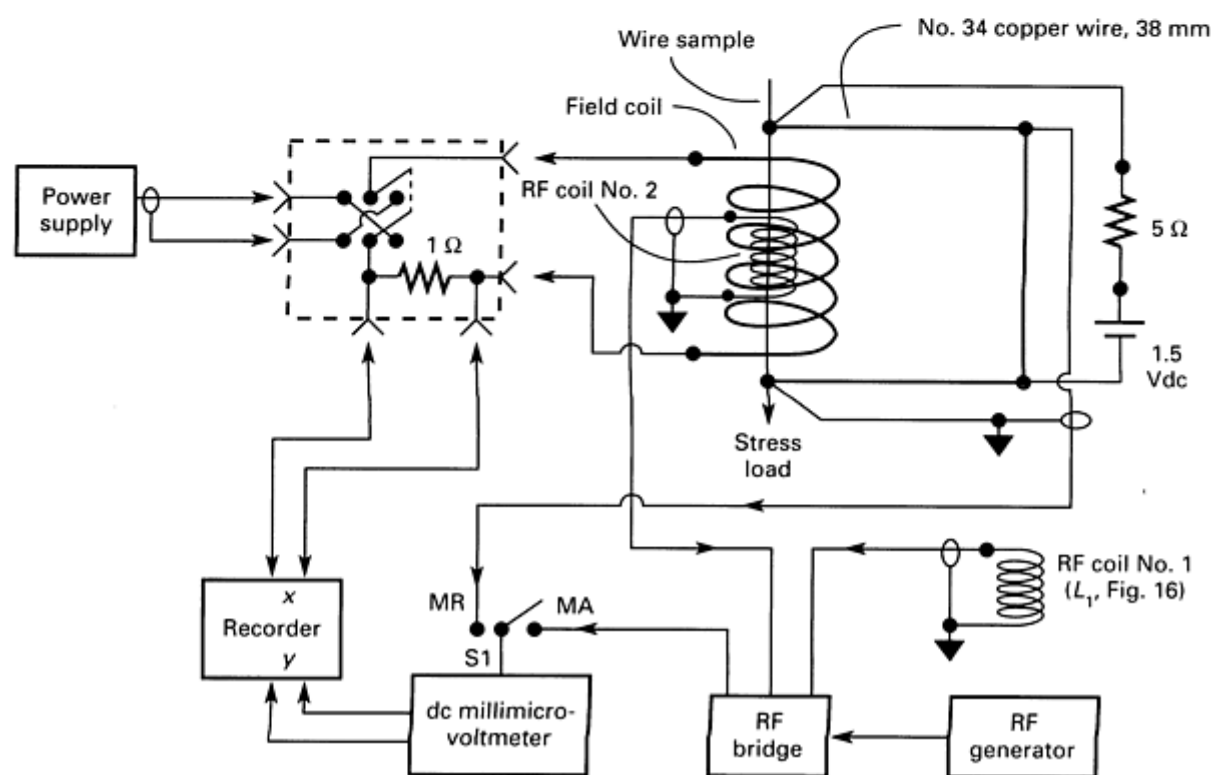 No. 34 copper wire, 38 mm
Wire sample
Field coil
Power
supply
RF coil No. 2
1 Ω
5 Ω
1.5
Vdc
Stress
load
RF coil No. 1
(L1, Fig. 16)
x
Recorder
y
MR
MA
S1
dc millimicro-
voltmeter
RF
bridge
RF
generator